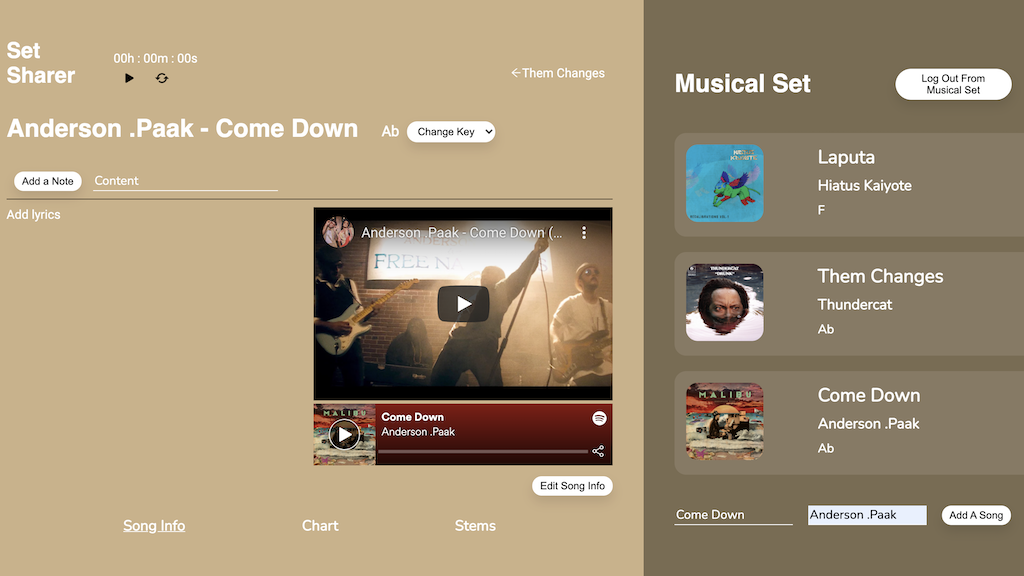 Set
Sharer
00h : 00m : 00s
←Them Changes
Anderson .Paak - Come Down
Ab
Change Key
Add a Note
Content
Add lyrics
Anderson .Paak - Come Down (...
FREE NA
S
MALIBU
Come Down
Anderson .Paak
Edit Song Info
Song Info
Chart
Stems
Musical Set
Log Out From
Musical Set
Laputa
Hiatus Kaiyote
F
THUNDERCAT
"DRUNK"
Them Changes
Thundercat
Ab
MALIBU
Come Down
Anderson .Paak
Ab
Come Down
Anderson .Paak
Add A Song